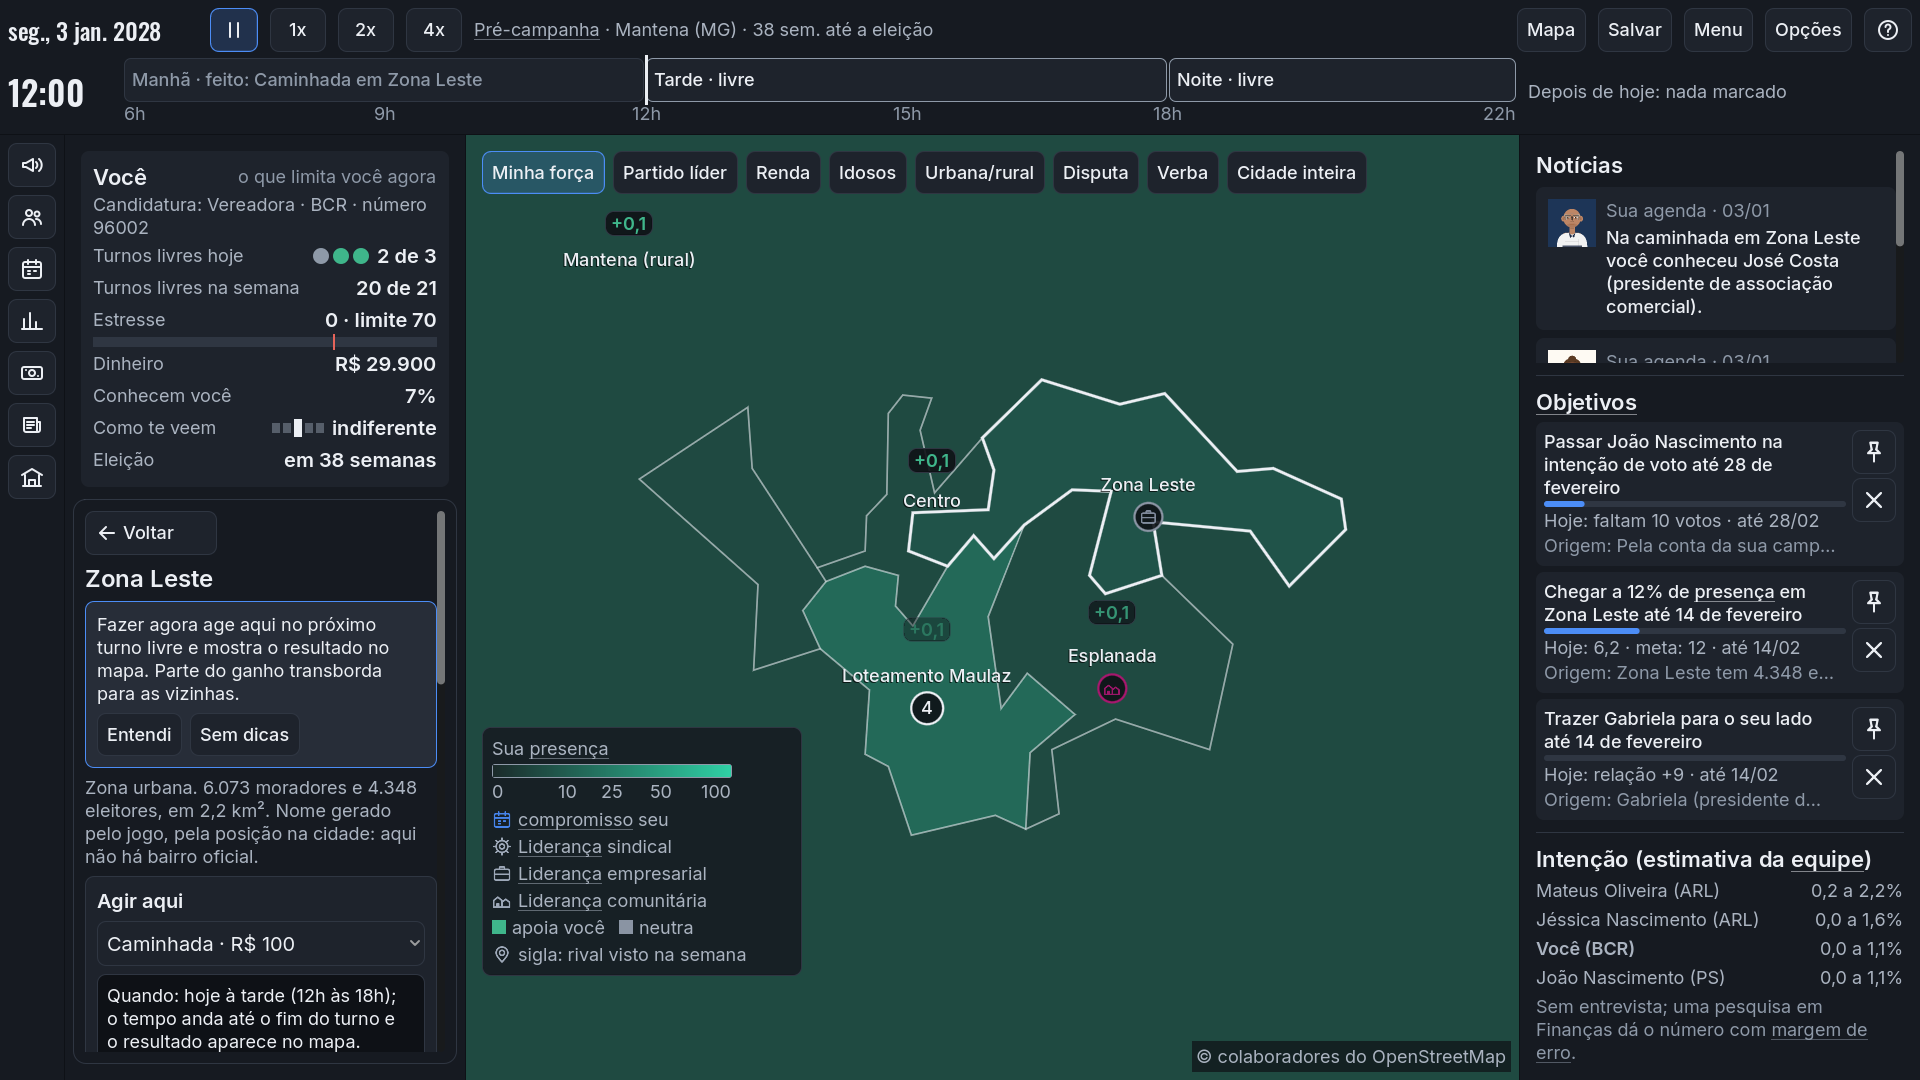 seg., 3 jan. 2028
1x
2x
4x
Pré-campanha · Mantena (MG) · 38 sem. até a eleição
Mapa
Salvar
Menu
Opções
12:00
Manhã · feito: Caminhada em Zona Leste
Tarde · livre
Noite · livre
Depois de hoje: nada marcado
6h
9h
12h
15h
18h
22h
Você
o que limita você agora
Candidatura: Vereadora · BCR · número
96002
Turnos livres hoje
2 de 3
Turnos livres na semana
20 de 21
Estresse
0 · limite 70
Dinheiro
R$ 29.900
Conhecem você
7%
Como te veem
indiferente
Eleição
em 38 semanas
Voltar
Zona Leste
Fazer agora age aqui no próximo
turno livre e mostra o resultado no
mapa. Parte do ganho transborda
para as vizinhas.
Entendi
Sem dicas
Zona urbana. 6.073 moradores e 4.348
eleitores, em 2,2 km². Nome gerado
pelo jogo, pela posição na cidade: aqui
não há bairro oficial.
Agir aqui
Caminhada · R$ 100
Quando: hoje à tarde (12h às 18h);
o tempo anda até o fim do turno e
o resultado aparece no mapa.
Minha força
Partido líder
Renda
Idosos
Urbana/rural
Disputa
Verba
Cidade inteira
+0,1
Mantena (rural)
+0,1
Centro
Zona Leste
+0,1
Esplanada
+0,1
Loteamento Maulaz
4
Sua presença
0
10
25
50
100
compromisso seu
Liderança sindical
Liderança empresarial
Liderança comunitária
apoia você
neutra
sigla: rival visto na semana
© colaboradores do OpenStreetMap
Notícias
Sua agenda · 03/01
Na caminhada em Zona Leste
você conheceu José Costa
(presidente de associação
comercial).
Sua agenda · 03/01
Objetivos
Passar João Nascimento na
intenção de voto até 28 de
fevereiro
Hoje: faltam 10 votos · até 28/02
Origem: Pela conta da sua camp...
Chegar a 12% de presença em
Zona Leste até 14 de fevereiro
Hoje: 6,2 · meta: 12 · até 14/02
Origem: Zona Leste tem 4.348 e...
Trazer Gabriela para o seu lado
até 14 de fevereiro
Hoje: relação +9 · até 14/02
Origem: Gabriela (presidente d...
Intenção (estimativa da equipe)
Mateus Oliveira (ARL)
0,2 a 2,2%
Jéssica Nascimento (ARL)
0,0 a 1,6%
Você (BCR)
0,0 a 1,1%
João Nascimento (PS)
0,0 a 1,1%
Sem entrevista; uma pesquisa em
Finanças dá o número com margem de
erro.